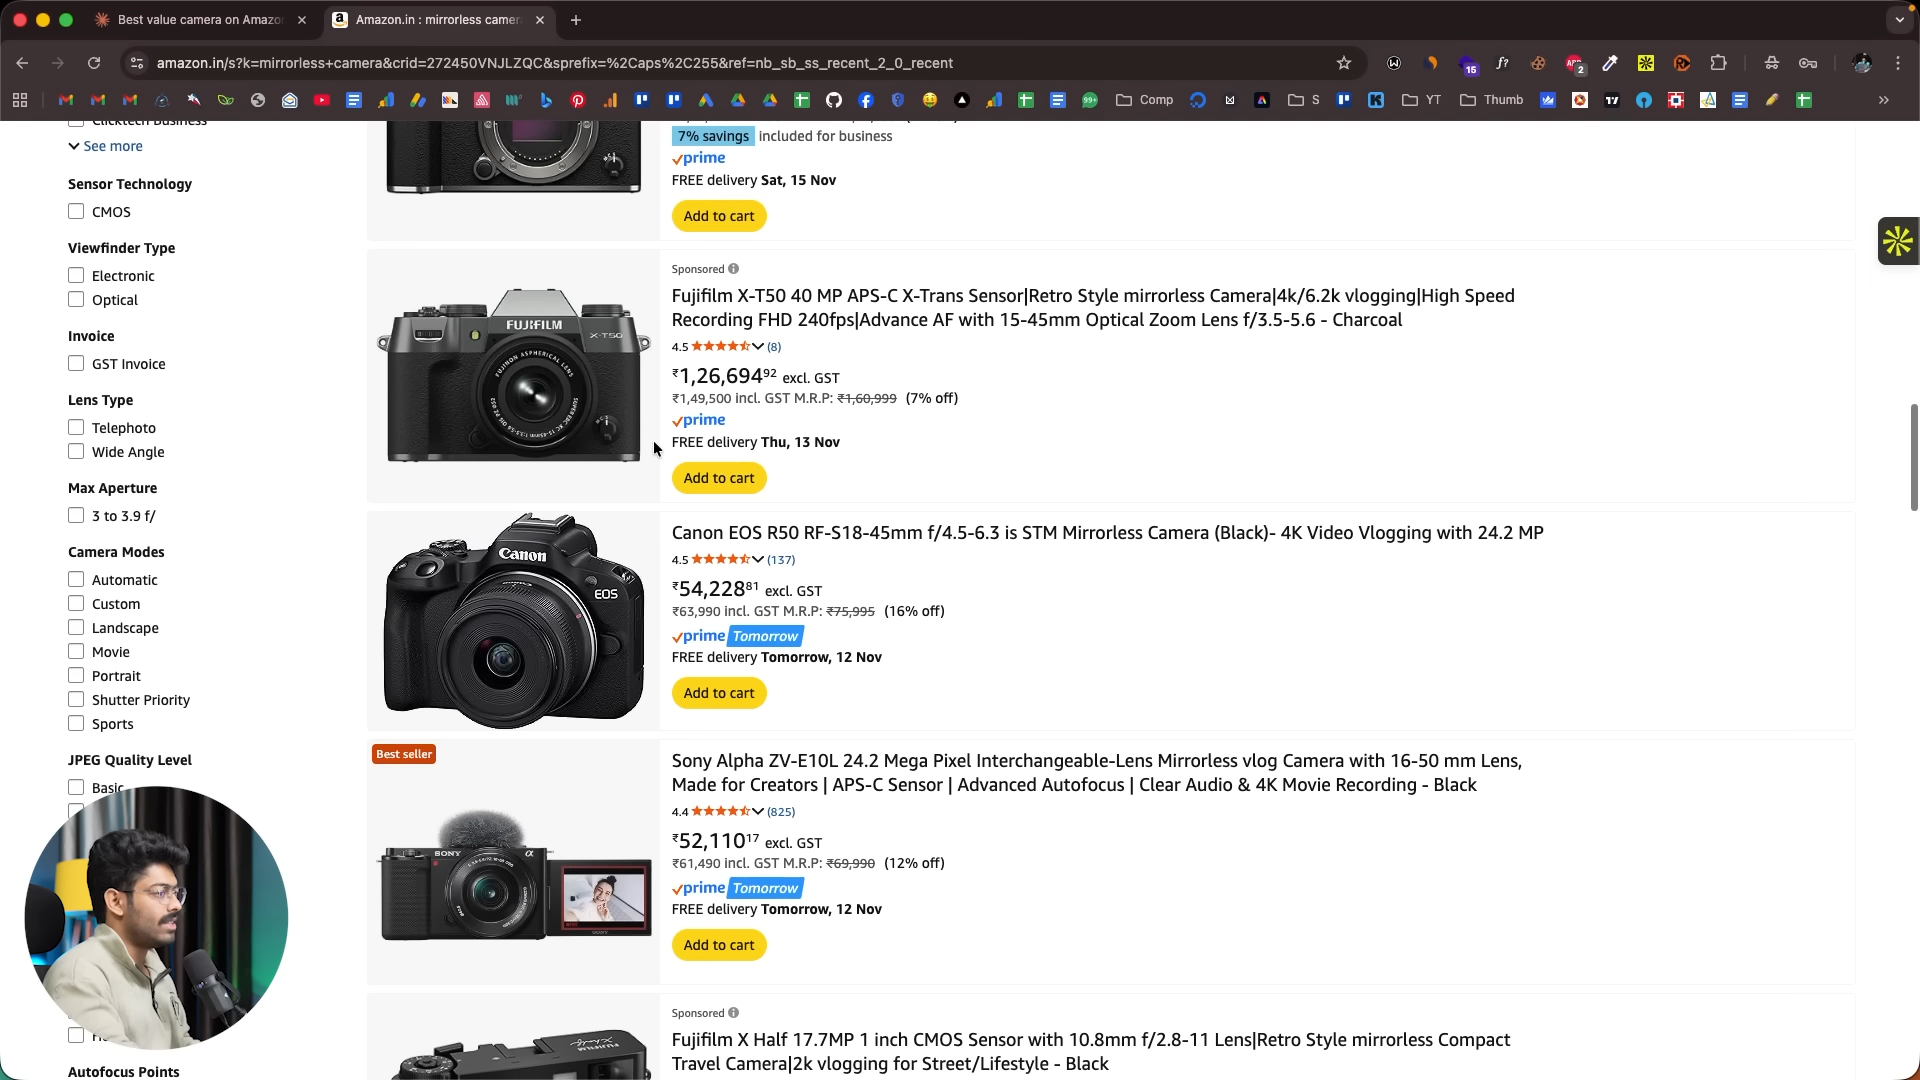 Best value camera on Amazo
Amazon.in : mirrorless camer
amazon.in/s?k=mirrorless+camera&crid=272450VNJLZQC&sprefix=%2Caps%2C255&ref=nb_sb_ss_recent_2_0_recent
15
f?
2
99+
Comp
S
YT
Thumb
Clicktech Business
See more
Sensor Technology
CMOS
Viewfinder Type
Electronic
Optical
Invoice
GST Invoice
Lens Type
Telephoto
Wide Angle
Max Aperture
3 to 3.9 f/
Camera Modes
Automatic
Custom
Landscape
Movie
Portrait
Shutter Priority
Sports
JPEG Quality Level
Basic
Autofocus Points
7% savings included for business
prime
FREE delivery Sat, 15 Nov
Add to cart
Sponsored
Fujifilm X-T50 40 MP APS-C X-Trans Sensor|Retro Style mirrorless Camera|4k/6.2k vlogging|High Speed
Recording FHD 240fps|Advance AF with 15-45mm Optical Zoom Lens f/3.5-5.6 - Charcoal
4.5 (8)
₹1,26,694⁹² excl. GST
₹1,49,500 incl. GST M.R.P: ₹1,60,999 (7% off)
prime
FREE delivery Thu, 13 Nov
Add to cart
FUJIFILM
X-T50
Canon EOS R50 RF-S18-45mm f/4.5-6.3 is STM Mirrorless Camera (Black)- 4K Video Vlogging with 24.2 MP
4.5 (137)
₹54,228⁸¹ excl. GST
₹63,990 incl. GST M.R.P: ₹75,995 (16% off)
prime Tomorrow
FREE delivery Tomorrow, 12 Nov
Add to cart
Canon
EOS
Best seller
Sony Alpha ZV-E10L 24.2 Mega Pixel Interchangeable-Lens Mirrorless vlog Camera with 16-50 mm Lens,
Made for Creators | APS-C Sensor | Advanced Autofocus | Clear Audio & 4K Movie Recording - Black
4.4 (825)
₹52,110¹⁷ excl. GST
₹61,490 incl. GST M.R.P: ₹69,990 (12% off)
prime Tomorrow
FREE delivery Tomorrow, 12 Nov
Add to cart
SONY
α
Sponsored
Fujifilm X Half 17.7MP 1 inch CMOS Sensor with 10.8mm f/2.8-11 Lens|Retro Style mirrorless Compact
Travel Camera|2k vlogging for Street/Lifestyle - Black